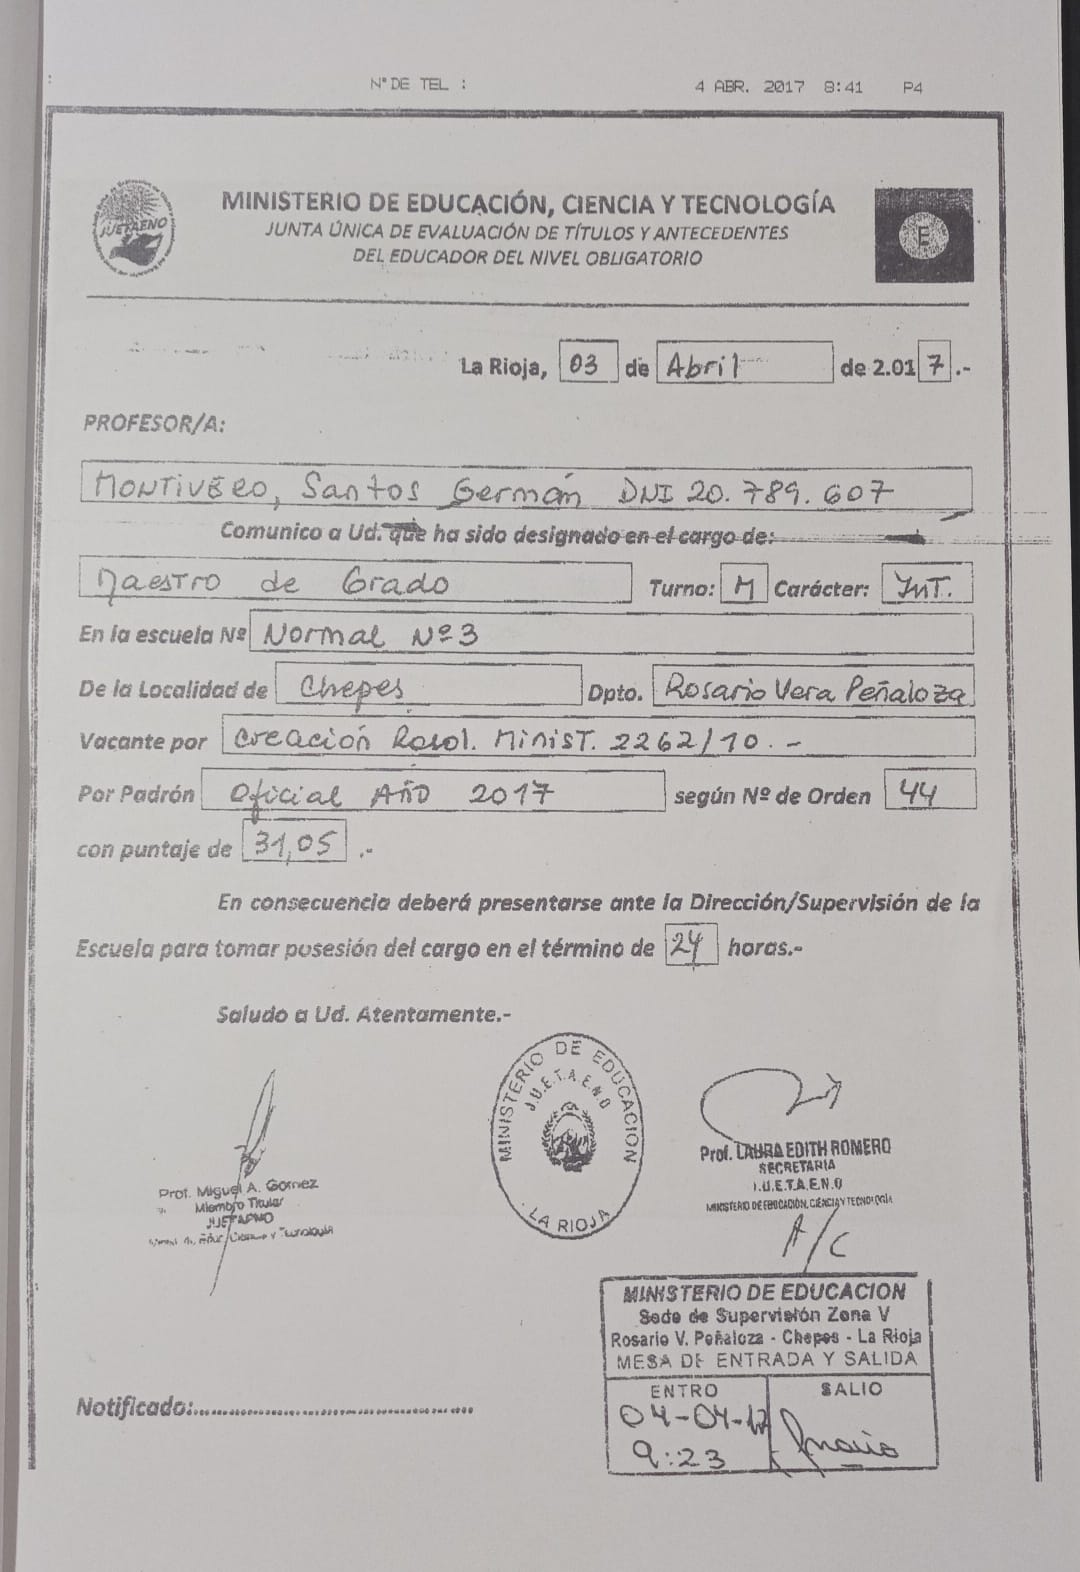 N° DE TEL :
4 ABR. 2017 8:41 P4
JUETAENO
MINISTERIO DE EDUCACIÓN, CIENCIA Y TECNOLOGÍA
JUNTA ÚNICA DE EVALUACIÓN DE TÍTULOS Y ANTECEDENTES
DEL EDUCADOR DEL NIVEL OBLIGATORIO
E
La Rioja, 03 de Abril de 2.017.-
PROFESOR/A:
MONTIVERO, Santos Germán DNI 20.789.607
Comunico a Ud. que ha sido designado en el cargo de:
Maestro de Grado Turno: M Carácter: INT.
En la escuela Nº Normal Nº 3
De la Localidad de Chepes Dpto. Rosario Vera Peñaloza
Vacante por Creación Resol. Minist. 2262/10.-
Por Padrón Oficial AÑO 2017 según Nº de Orden 44
con puntaje de 31,05.-
En consecuencia deberá presentarse ante la Dirección/Supervisión de la
Escuela para tomar posesión del cargo en el término de 24 horas.-
Saludo a Ud. Atentamente.-
MINISTERIO DE EDUCACION
J.U.E.T.A.E.N.O
LA RIOJA
Prof. Miguel A. Gomez
Miembro Titular
Prof. LAURA EDITH ROMERO
SECRETARIA
J.U.E.T.A.E.N.O
MINISTERIO DE EDUCACIÓN, CIENCIA Y TECNOLOGÍA
A/C
MINISTERIO DE EDUCACION
Sede de Supervisión Zona V
Rosario V. Peñaloza - Chepes - La Rioja
MESA DE ENTRADA Y SALIDA
ENTRO SALIO
04-04-17
9:23
Notificado:................................................